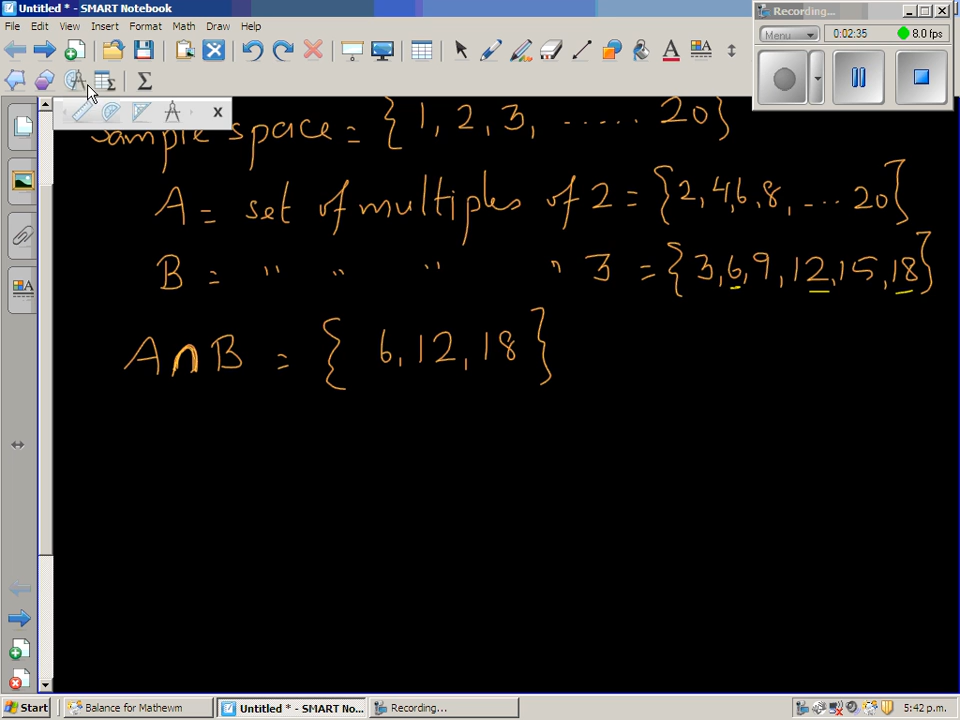 Untitled * - SMART Notebook
File Edit View Insert Format Math Draw Help
Recording...
Menu 0:02:35 8.0 fps
Sample space = {1, 2, 3, ...... 20}
A = set of multiples of 2 = {2, 4, 6, 8, ... 20}
B = " " " " 3 = {3, 6, 9, 12, 15, 18}
A∩B = { 6, 12, 18 }
Start Balance for Mathewm Untitled * - SMART No... Recording... 5:42 p.m.